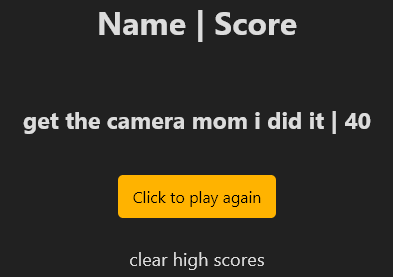 Name | Score
get the camera mom i did it | 40
Click to play again
clear high scores